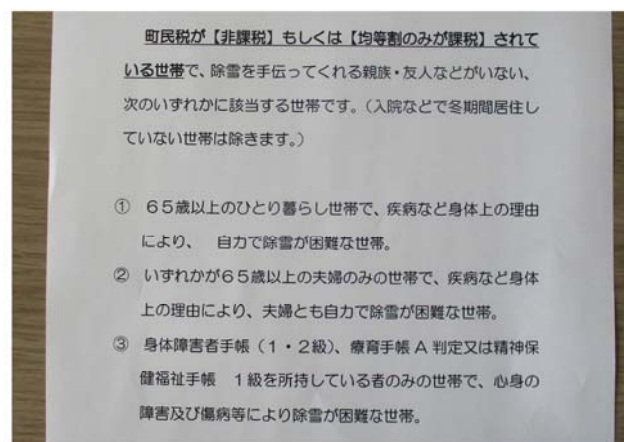 町民税が【非課税】もしくは【均等割のみが課税】されて
いる世帯で、除雪を手伝ってくれる親族・友人などがいない、
次のいずれかに該当する世帯です。（入院などで冬期間居住し
ていない世帯は除きます。）
① 65歳以上のひとり暮らし世帯で、疾病など身体上の理由
により、 自力で除雪が困難な世帯。
② いずれかが65歳以上の夫婦のみの世帯で、疾病など身体
上の理由により、夫婦とも自力で除雪が困難な世帯。
③ 身体障害者手帳（1・2級）、療育手帳A判定又は精神保
健福祉手帳 1級を所持している者のみの世帯で、心身の
障害及び傷病等により除雪が困難な世帯。